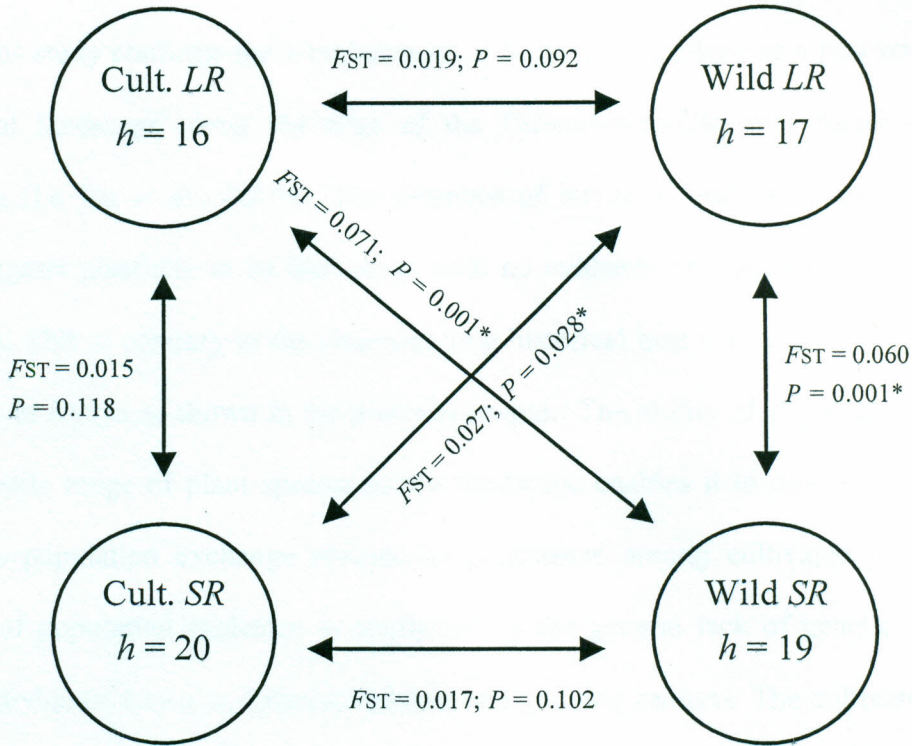 Cult. LR
h = 16
FST = 0.019; P = 0.092
Wild LR
h = 17
FST = 0.071; P = 0.001*
FST = 0.027; P = 0.028*
FST = 0.015
P = 0.118
FST = 0.060
P = 0.001*
Cult. SR
h = 20
FST = 0.017; P = 0.102
Wild SR
h = 19